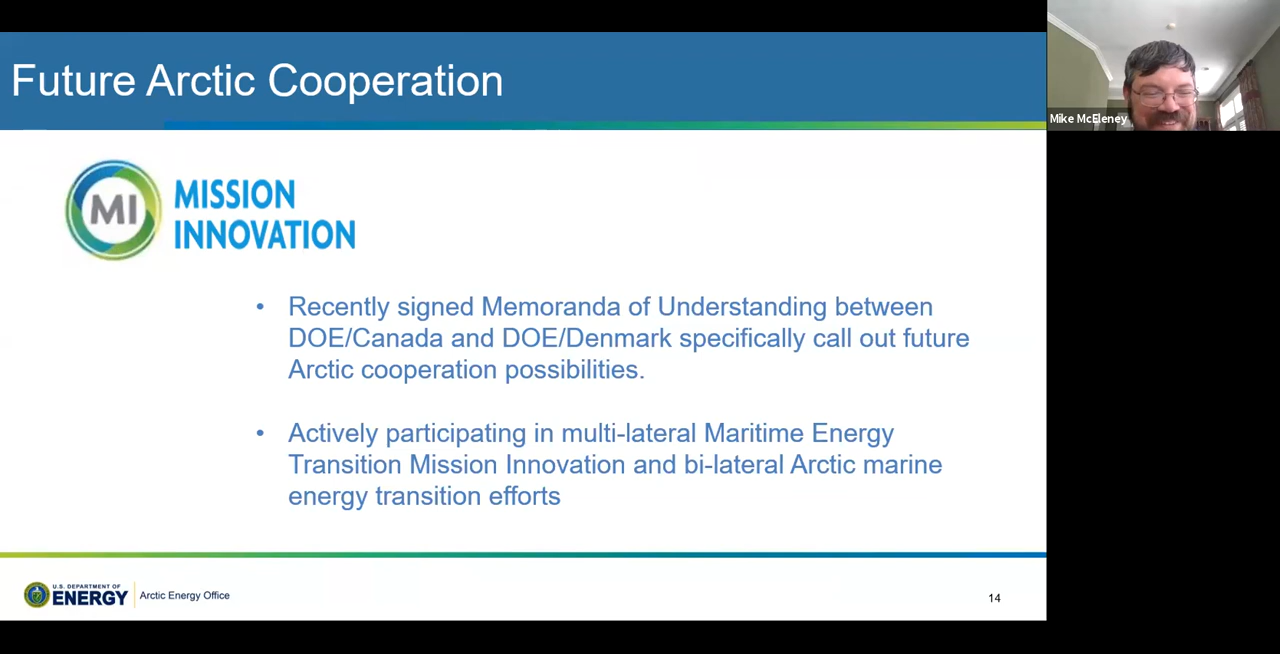 Future Arctic Cooperation
Mike McEleney
MI
MISSION
INNOVATION
• Recently signed Memoranda of Understanding between
DOE/Canada and DOE/Denmark specifically call out future
Arctic cooperation possibilities.
• Actively participating in multi-lateral Maritime Energy
Transition Mission Innovation and bi-lateral Arctic marine
energy transition efforts
U.S. DEPARTMENT OF
ENERGY
Arctic Energy Office
14